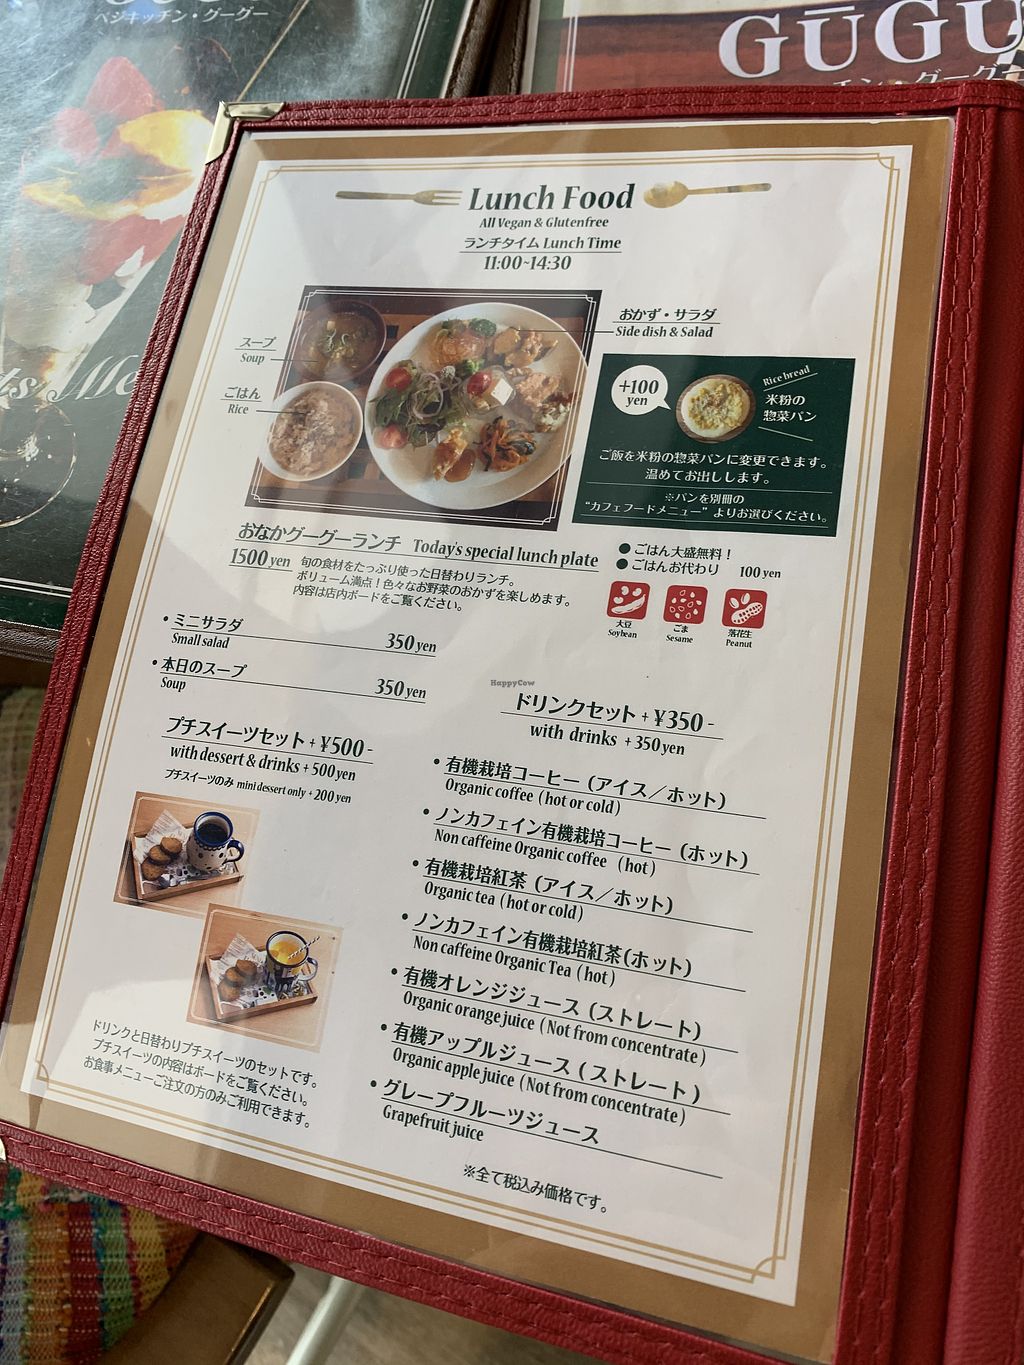 ベジキッチン・グーグー
GŪGU
チン・グーグ
Lunch Food
All Vegan & Glutenfree
ランチタイム Lunch Time
11:00~14:30
スープ
Soup
ごはん
Rice
おかず・サラダ
Side dish & Salad
+100
yen
Rice bread
米粉の
惣菜パン
ご飯を米粉の惣菜パンに変更できます。
温めてお出しします。
※パンを別冊の
“カフェフードメニュー”よりお選びください。
おなかグーグーランチ Today's special lunch plate
1500 yen
旬の食材をたっぷり使った日替わりランチ。
ボリューム満点！色々なお野菜のおかずを楽しめます。
内容は店内ボードをご覧ください。
● ごはん大盛無料！
● ごはんお代わり 100 yen
大豆
Soybean
ごま
Sesame
落花生
Peanut
• ミニサラダ
Small salad 350 yen
• 本日のスープ
Soup 350 yen
HappyCow
プチスイーツセット + ¥500-
with dessert & drinks + 500 yen
プチスイーツのみ mini dessert only + 200 yen
ドリンクと日替わりプチスイーツのセットです。
プチスイーツの内容はボードをご覧ください。
お食事メニューご注文の方のみご利用できます。
ドリンクセット + ¥350-
with drinks + 350 yen
• 有機栽培コーヒー（アイス／ホット）
Organic coffee (hot or cold)
• ノンカフェイン有機栽培コーヒー（ホット）
Non caffeine Organic coffee (hot)
• 有機栽培紅茶（アイス／ホット）
Organic tea (hot or cold)
• ノンカフェイン有機栽培紅茶(ホット)
Non caffeine Organic Tea (hot)
• 有機オレンジジュース（ストレート）
Organic orange juice (Not from concentrate)
• 有機アップルジュース（ストレート）
Organic apple juice (Not from concentrate)
• グレープフルーツジュース
Grapefruit juice
※全て税込み価格です。